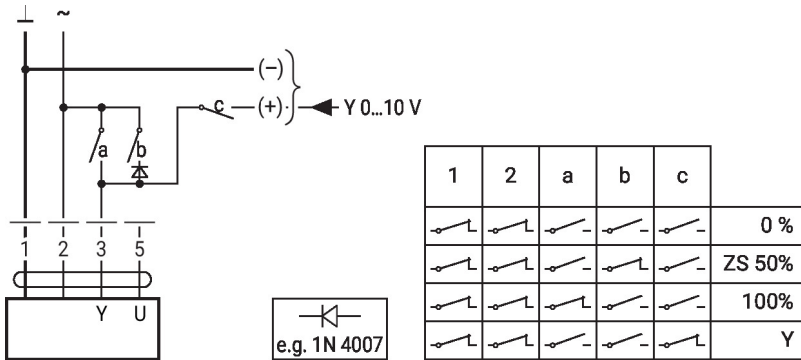 ⊥ ~
(–)
c (+) Y 0...10 V
a b
1 2 3 5
Y U
e.g. 1N 4007
1 2 a b c
0 %
ZS 50%
100%
Y